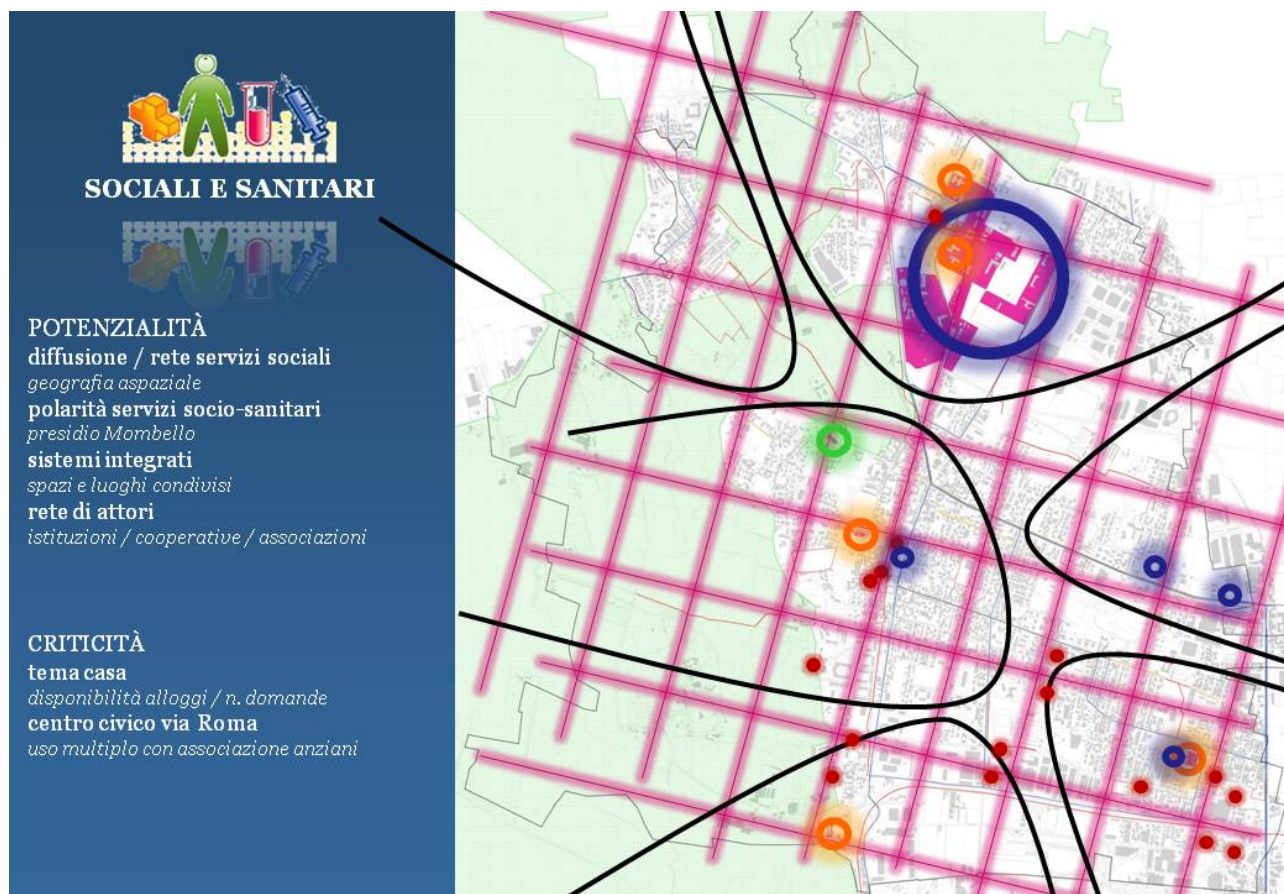 SOCIALI E SANITARI
POTENZIALITÀ
diffusione / rete servizi sociali
geografia aspaziale
polarità servizi socio-sanitari
presidio Mombello
sistemi integrati
spazi e luoghi condivisi
rete di attori
istituzioni / cooperative / associazioni
CRITICITÀ
tema casa
disponibilità alloggi / n. domande
centro civico via Roma
uso multiplo con associazione anziani